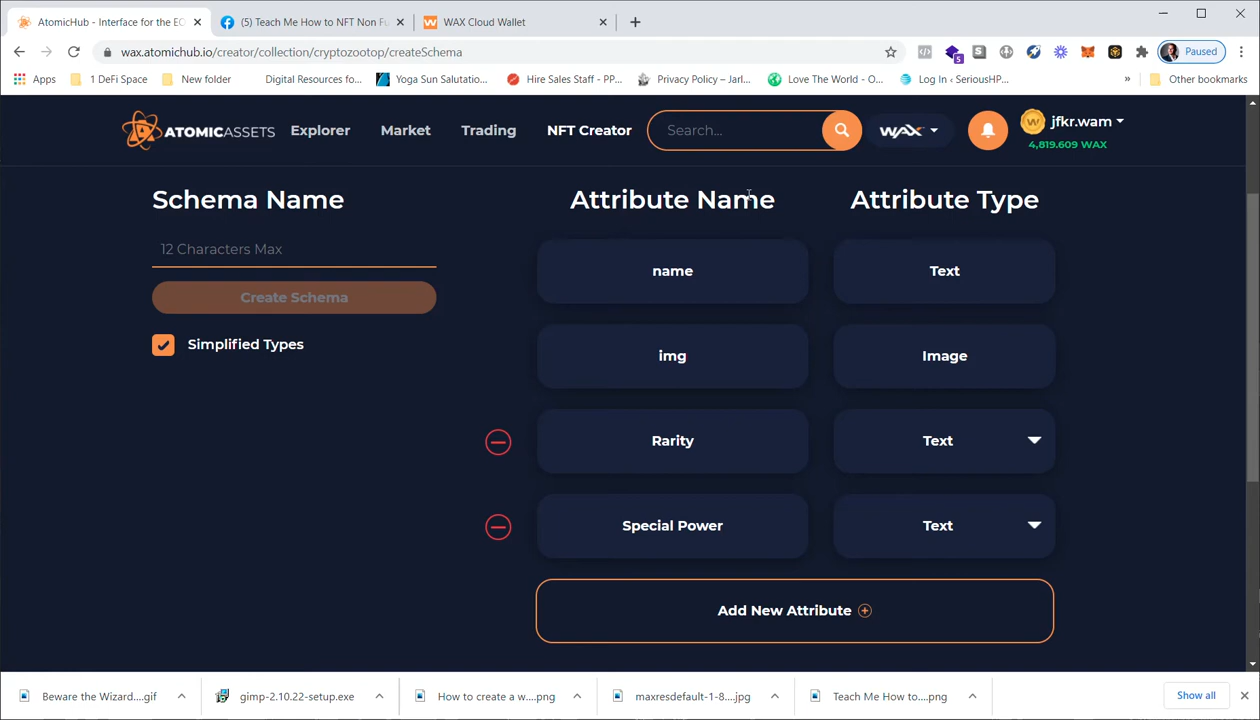 AtomicHub - Interface for the EO
(5) Teach Me How to NFT Non Fu
WAX Cloud Wallet
wax.atomichub.io/creator/collection/cryptozootop/createSchema
5
Paused
Apps
1 DeFi Space
New folder
Digital Resources fo...
Yoga Sun Salutatio...
Hire Sales Staff - PP...
Privacy Policy – Jarl...
Love The World - O...
Log In ‹ SeriousHP...
»
Other bookmarks
ATOMICASSETS
Explorer
Market
Trading
NFT Creator
Search...
WAX
jfkr.wam
4,819.609 WAX
Schema Name
Attribute Name
Attribute Type
12 Characters Max
Create Schema
Simplified Types
name
Text
img
Image
Rarity
Text
Special Power
Text
Add New Attribute
Beware the Wizard....gif
gimp-2.10.22-setup.exe
How to create a w....png
maxresdefault-1-8....jpg
Teach Me How to....png
Show all